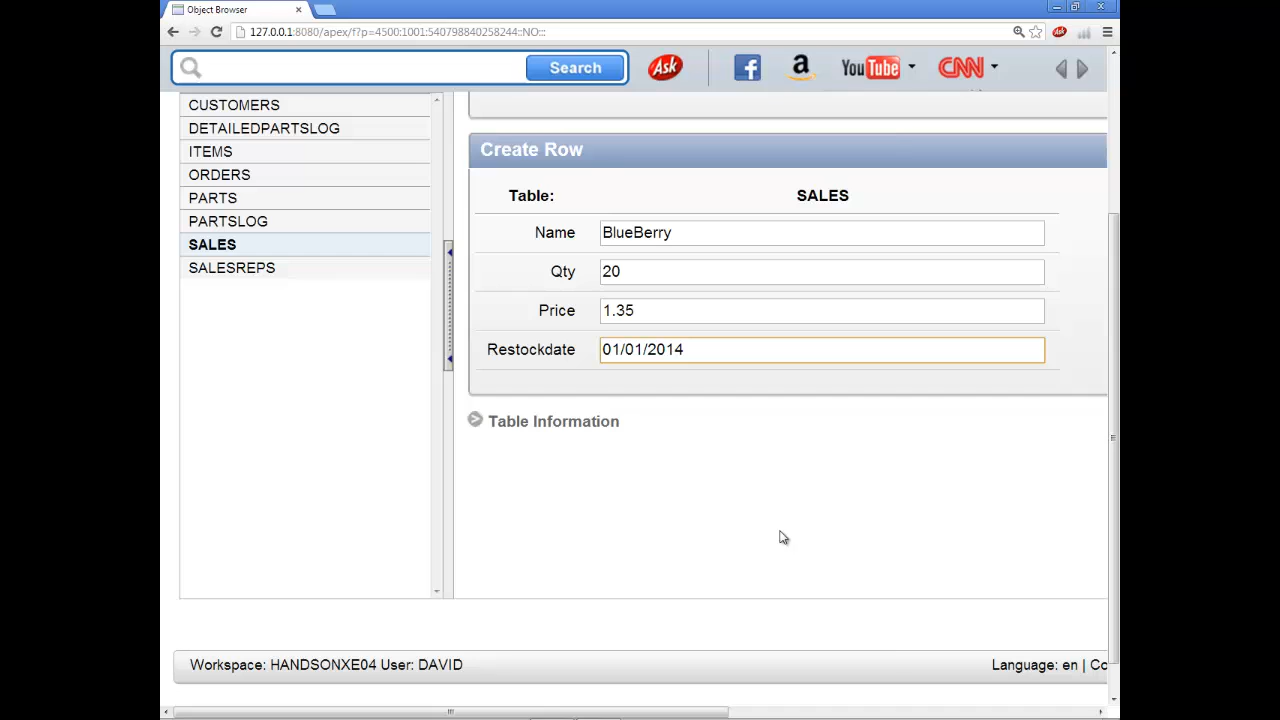 Object Browser
127.0.0.1:8080/apex/f?p=4500:1001:540798840258244::NO:::
Search
Ask
f
a
YouTube
CNN
CUSTOMERS
DETAILEDPARTSLOG
ITEMS
ORDERS
PARTS
PARTSLOG
SALES
SALESREPS
Create Row
Table: SALES
Name BlueBerry
Qty 20
Price 1.35
Restockdate 01/01/2014
Table Information
Workspace: HANDSONXE04 User: DAVID
Language: en | Co